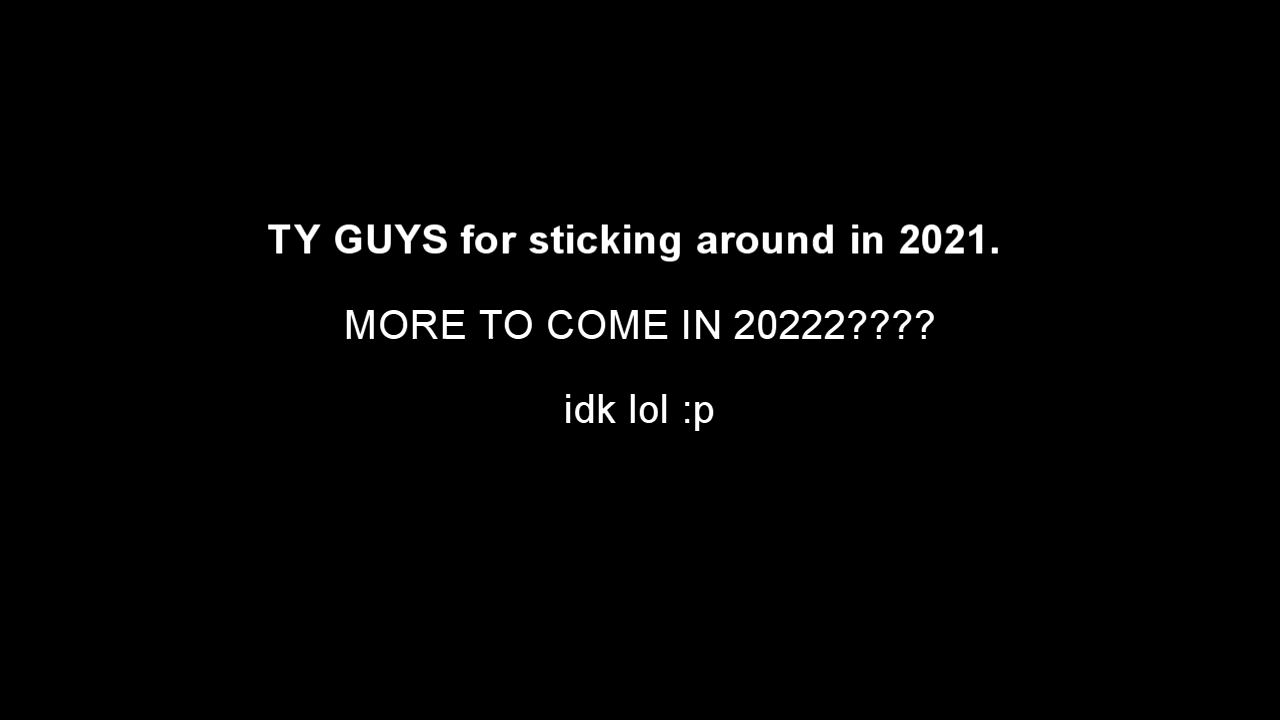 TY GUYS for sticking around in 2021.
MORE TO COME IN 20222????
idk lol :p